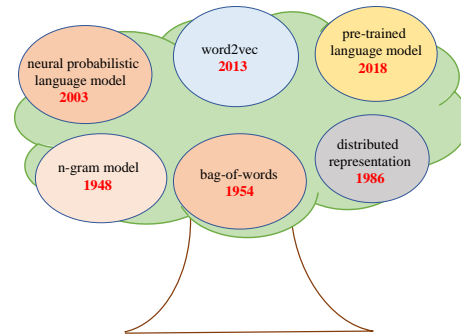 neural probabilistic
language model
2003
word2vec
2013
pre-trained
language model
2018
n-gram model
1948
bag-of-words
1954
distributed
representation
1986